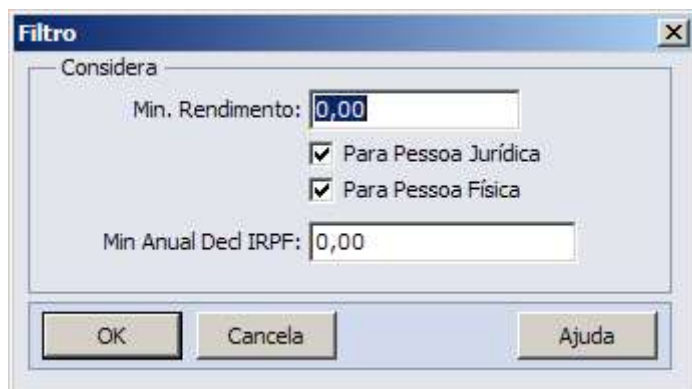 Filtro
Considera
Min. Rendimento: 0,00
Para Pessoa Jurídica
Para Pessoa Física
Min Anual Decl IRPF: 0,00
OK Cancela Ajuda